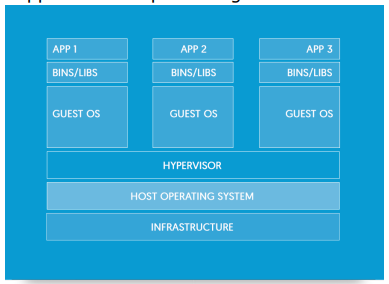 APP 1 APP 2 APP 3
BINS/LIBS BINS/LIBS BINS/LIBS
GUEST OS GUEST OS GUEST OS
HYPERVISOR
HOST OPERATING SYSTEM
INFRASTRUCTURE